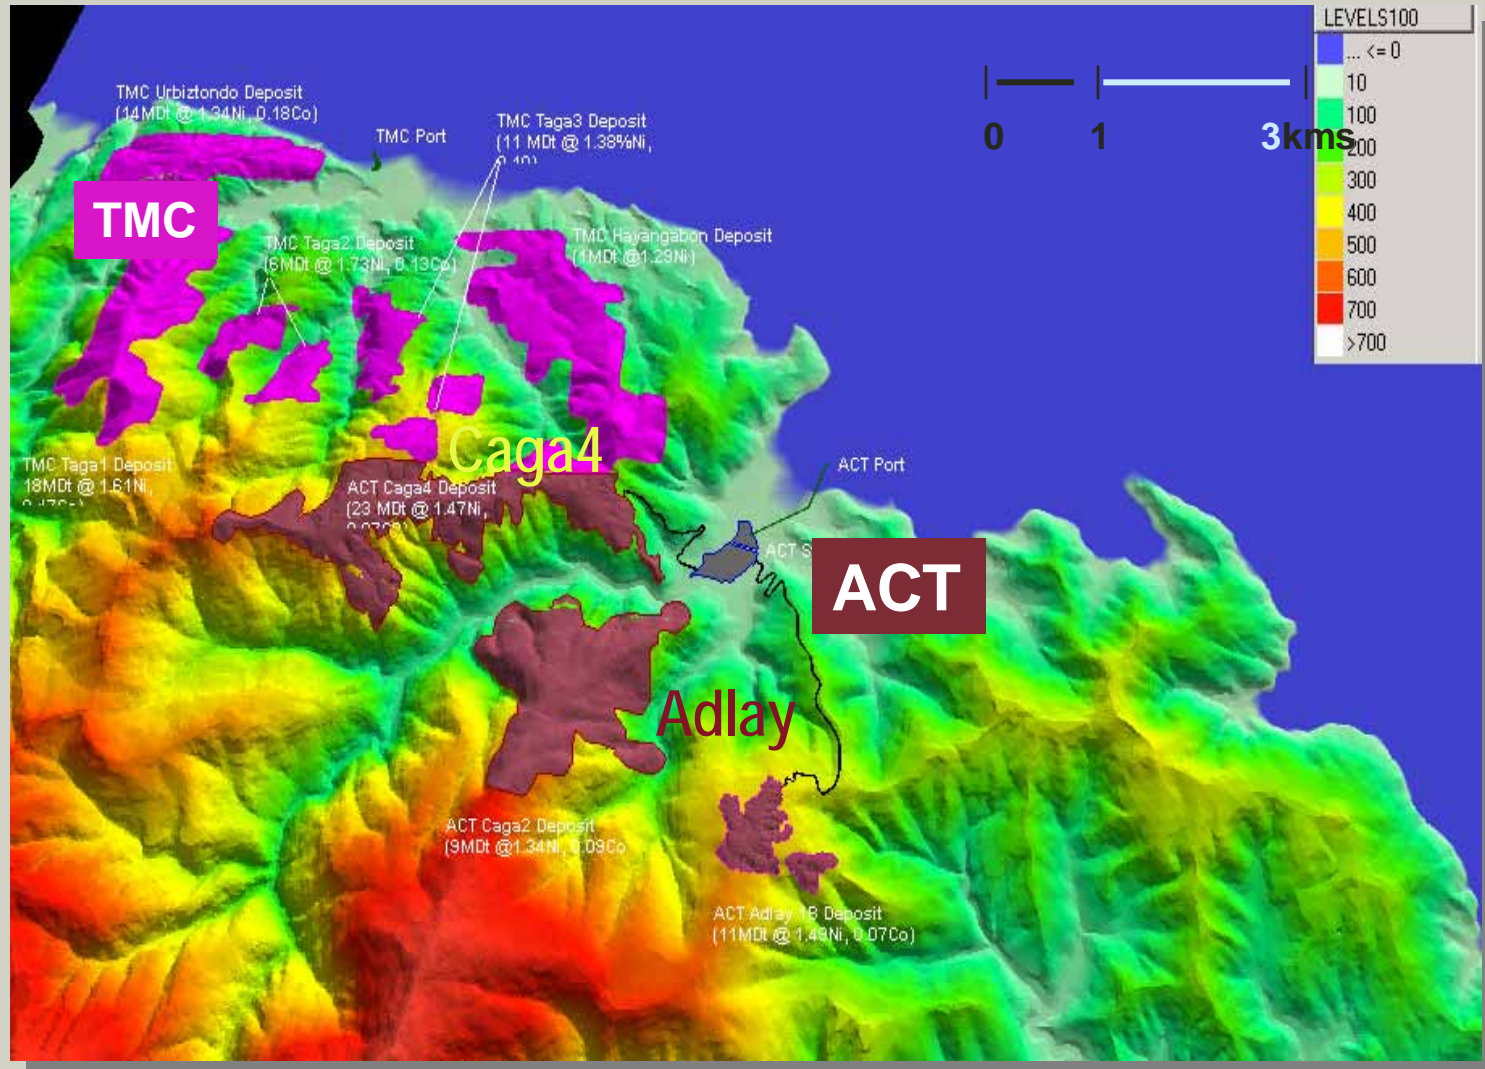 LEVELS100
... <= 0
10
100
200
300
400
500
600
700
>700
0 1 3kms
TMC Urbiztondo Deposit
(14MDt @ 1.34Ni, 0.18Co)
TMC Port
TMC Taga3 Deposit
(11 MDt @ 1.38%Ni,
TMC
TMC Taga2 Deposit
(6MDt @ 1.73Ni, 0.13Co)
TMC Hayangabon Deposit
@1.29Ni)
Caga4
TMC Taga1 Deposit
18MDt @ 1.61Ni,
ACT Caga4 Deposit
(23 MDt @ 1.47Ni,
ACT Port
ACT
ACT
Adlay
ACT Caga2 Deposit
(9MDt @1.34Ni, 0.09Co
ACT Adlay 1B Deposit
(11MDt @ 1.49Ni, 0.07Co)